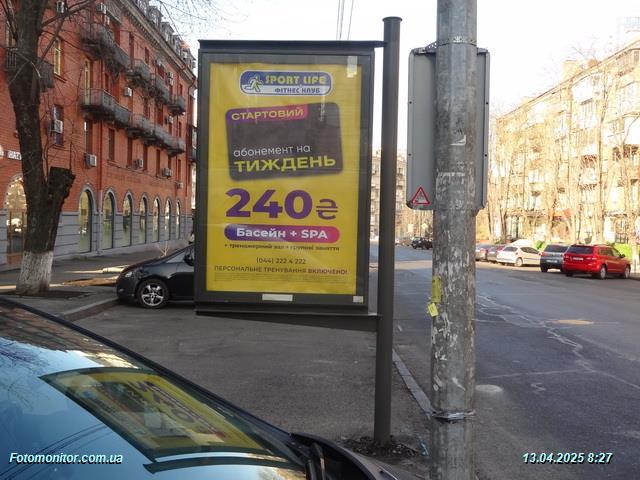 SPORT LIFE
ФІТНЕС КЛУБ
СТАРТОВИЙ
абонемент на
ТИЖДЕНЬ
240₴
Басейн + SPA
+ тренажерний зал + групові заняття
(044) 222 4 222
ПЕРСОНАЛЬНЕ ТРЕНУВАННЯ ВКЛЮЧЕНО!
Fotomonitor.com.ua
13.04.2025 8:27